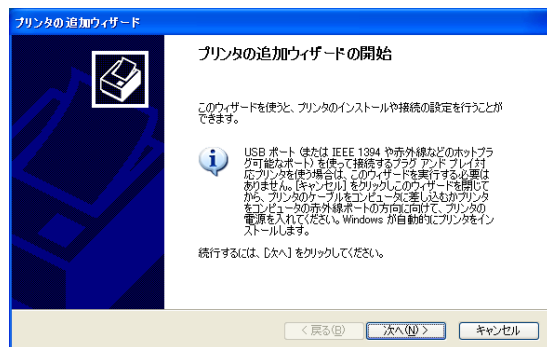 プリンタの追加ウィザード
プリンタの追加ウィザードの開始
このウィザードを使うと、プリンタのインストールや接続の設定を行うことが
できます。
USB ポート (または IEEE 1394 や赤外線などのホットプラ
グ可能なポート) を使って接続するプラグ アンド プレイ対
応プリンタを使う場合は、このウィザードを実行する必要は
ありません。[キャンセル] をクリックしこのウィザードを閉じて
から、プリンタのケーブルをコンピュータに差し込むかプリンタ
をコンピュータの赤外線ポートの方向に向けて、プリンタの
電源を入れてください。Windows が自動的にプリンタをイン
ストールします。
続行するには、[次へ] をクリックしてください。
< 戻る(B)
次へ(N) >
キャンセル